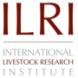 ILRI
INTERNATIONAL
LIVESTOCK RESEARCH
INSTITUTE